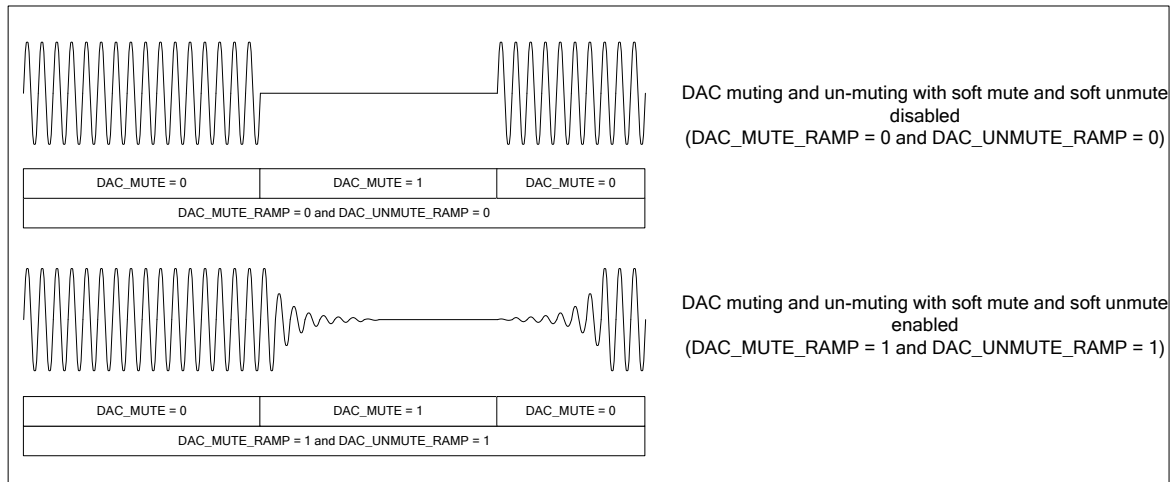 DAC muting and un-muting with soft mute and soft unmute
disabled
(DAC_MUTE_RAMP = 0 and DAC_UNMUTE_RAMP = 0)
DAC_MUTE = 0
DAC_MUTE = 1
DAC_MUTE = 0
DAC_MUTE_RAMP = 0 and DAC_UNMUTE_RAMP = 0
DAC muting and un-muting with soft mute and soft unmute
enabled
(DAC_MUTE_RAMP = 1 and DAC_UNMUTE_RAMP = 1)
DAC_MUTE = 0
DAC_MUTE = 1
DAC_MUTE = 0
DAC_MUTE_RAMP = 1 and DAC_UNMUTE_RAMP = 1